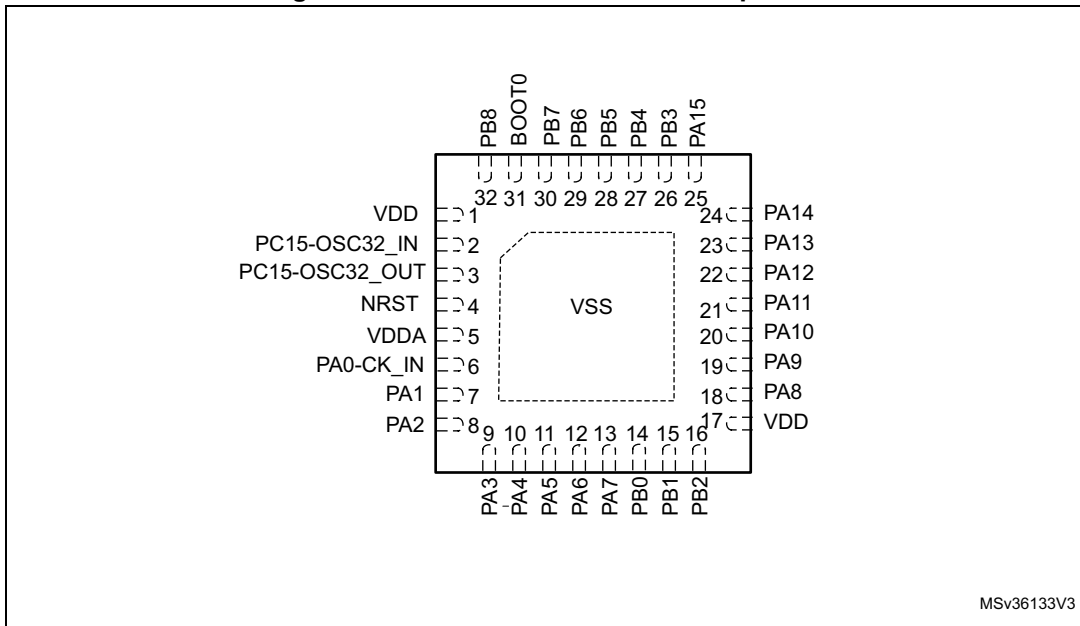 PB8
BOOT0
PB7
PB6
PB5
PB4
PB3
PA15
32 31 30 29 28 27 26 25
VDD 1
PC15-OSC32_IN 2
PC15-OSC32_OUT 3
NRST 4
VDDA 5
PA0-CK_IN 6
PA1 7
PA2 8
VSS
24 PA14
23 PA13
22 PA12
21 PA11
20 PA10
19 PA9
18 PA8
17 VDD
9 10 11 12 13 14 15 16
PA3
PA4
PA5
PA6
PA7
PB0
PB1
PB2
MSv36133V3